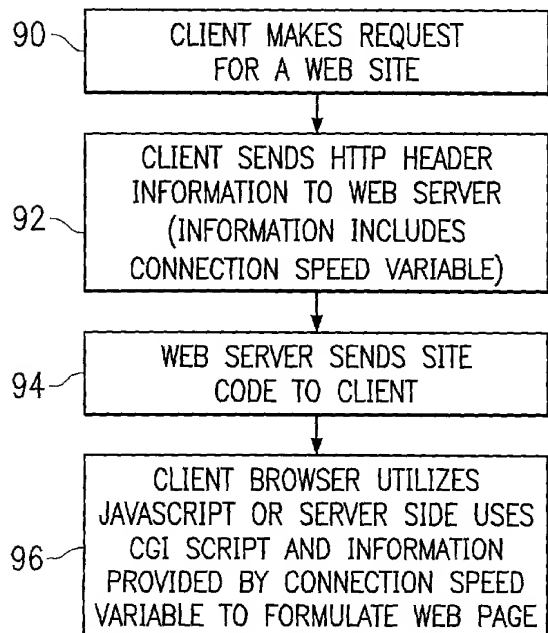 90
CLIENT MAKES REQUEST
FOR A WEB SITE
92
CLIENT SENDS HTTP HEADER
INFORMATION TO WEB SERVER
(INFORMATION INCLUDES
CONNECTION SPEED VARIABLE)
94
WEB SERVER SENDS SITE
CODE TO CLIENT
96
CLIENT BROWSER UTILIZES
JAVASCRIPT OR SERVER SIDE USES
CGI SCRIPT AND INFORMATION
PROVIDED BY CONNECTION SPEED
VARIABLE TO FORMULATE WEB PAGE